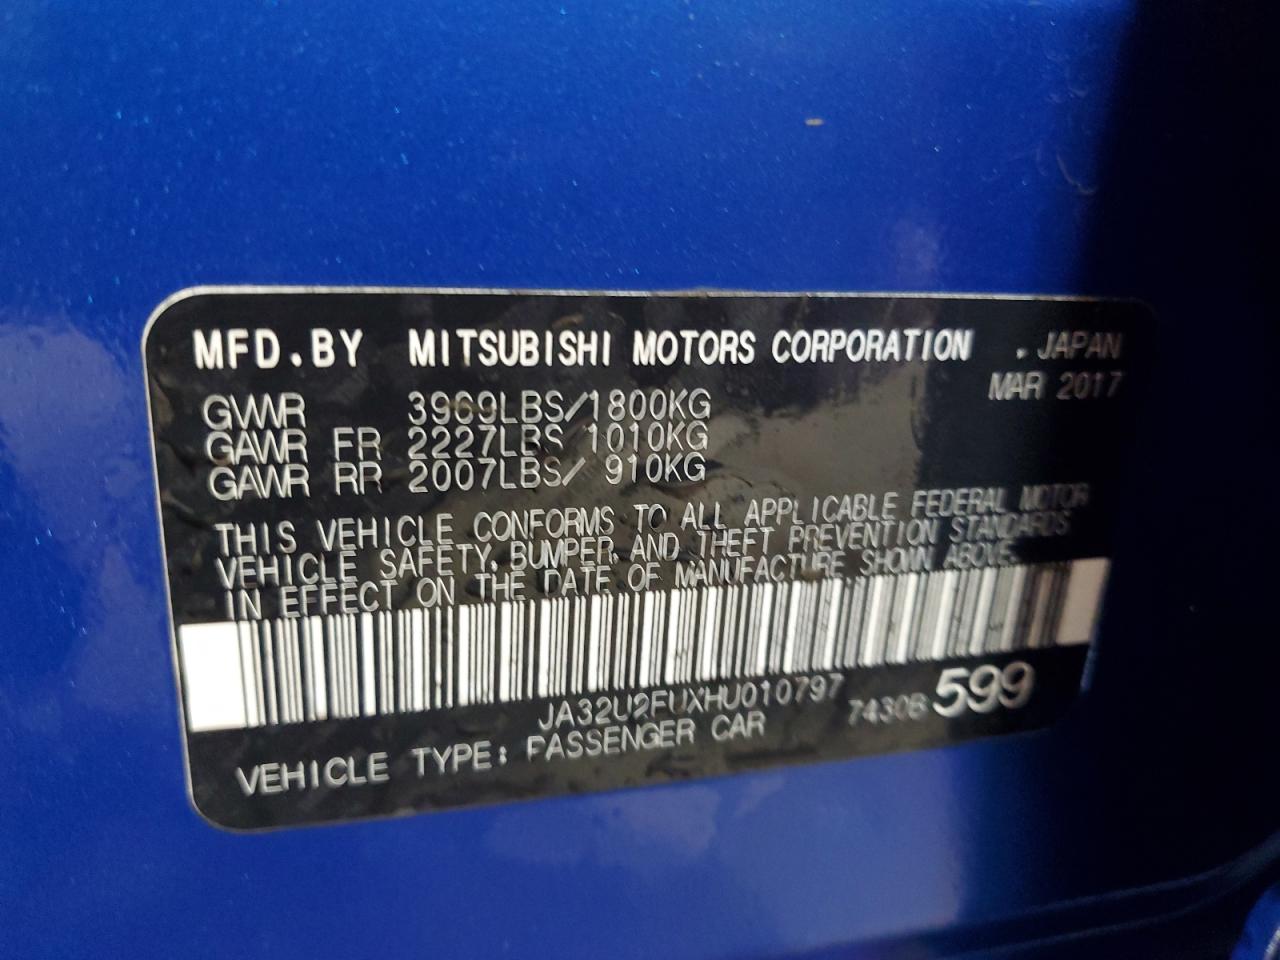 MFD.BY MITSUBISHI MOTORS CORPORATION . JAPAN
MAR 2017
GVWR 3969LBS/1800KG
GAWR FR 2227LBS 1010KG
GAWR RR 2007LBS/ 910KG
THIS VEHICLE CONFORMS TO ALL APPLICABLE FEDERAL MOTOR
VEHICLE SAFETY, BUMPER, AND THEFT PREVENTION STANDARDS
IN EFFECT ON THE DATE OF MANUFACTURE SHOWN ABOVE.
JA32U2FUXHU010797 7430B 599
VEHICLE TYPE: PASSENGER CAR